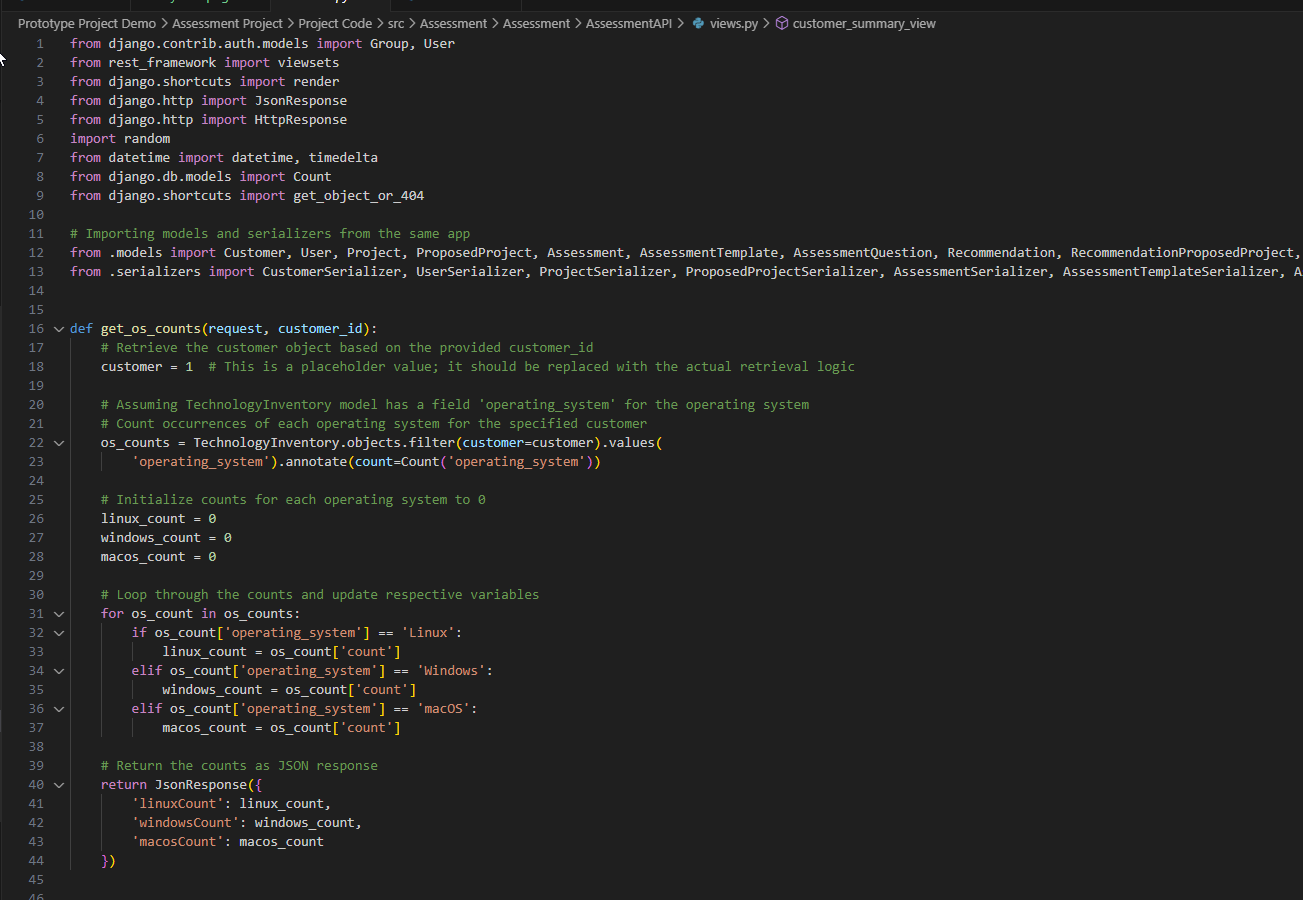 Prototype Project Demo > Assessment Project > Project Code > src > Assessment > Assessment > AssessmentAPI > views.py > customer_summary_view
1 from django.contrib.auth.models import Group, User
2 from rest_framework import viewsets
3 from django.shortcuts import render
4 from django.http import JsonResponse
5 from django.http import HttpResponse
6 import random
7 from datetime import datetime, timedelta
8 from django.db.models import Count
9 from django.shortcuts import get_object_or_404
10
11 # Importing models and serializers from the same app
12 from .models import Customer, User, Project, ProposedProject, Assessment, AssessmentTemplate, AssessmentQuestion, Recommendation, RecommendationProposedProject,
13 from .serializers import CustomerSerializer, UserSerializer, ProjectSerializer, ProposedProjectSerializer, AssessmentSerializer, AssessmentTemplateSerializer, A
14
15
16 def get_os_counts(request, customer_id):
17     # Retrieve the customer object based on the provided customer_id
18     customer = 1  # This is a placeholder value; it should be replaced with the actual retrieval logic
19
20     # Assuming TechnologyInventory model has a field 'operating_system' for the operating system
21     # Count occurrences of each operating system for the specified customer
22     os_counts = TechnologyInventory.objects.filter(customer=customer).values(
23         'operating_system').annotate(count=Count('operating_system'))
24
25     # Initialize counts for each operating system to 0
26     linux_count = 0
27     windows_count = 0
28     macos_count = 0
29
30     # Loop through the counts and update respective variables
31     for os_count in os_counts:
32         if os_count['operating_system'] == 'Linux':
33             linux_count = os_count['count']
34         elif os_count['operating_system'] == 'Windows':
35             windows_count = os_count['count']
36         elif os_count['operating_system'] == 'macOS':
37             macos_count = os_count['count']
38
39     # Return the counts as JSON response
40     return JsonResponse({
41         'linuxCount': linux_count,
42         'windowsCount': windows_count,
43         'macosCount': macos_count
44     })
45
46